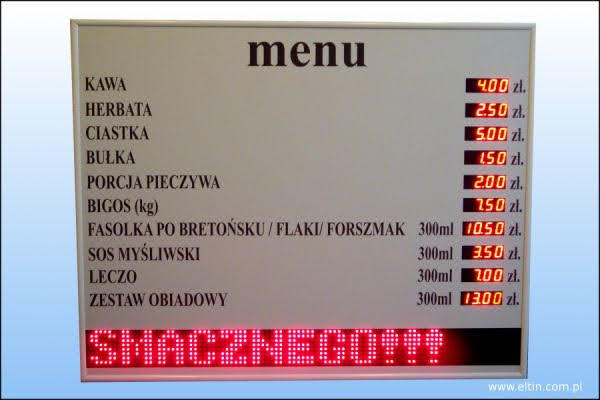 menu
KAWA 4.00 zł.
HERBATA 2.50 zł.
CIASTKA 5.00 zł.
BUŁKA 1.50 zł.
PORCJA PIECZYWA 2.00 zł.
BIGOS (kg) 7.50 zł.
FASOLKA PO BRETOŃSKU / FLAKI/ FORSZMAK 300ml 10.50 zł.
SOS MYŚLIWSKI 300ml 3.50 zł.
LECZO 300ml 7.00 zł.
ZESTAW OBIADOWY 300ml 13.00 zł.
SMACZNEGO!!!
www.eltin.com.pl